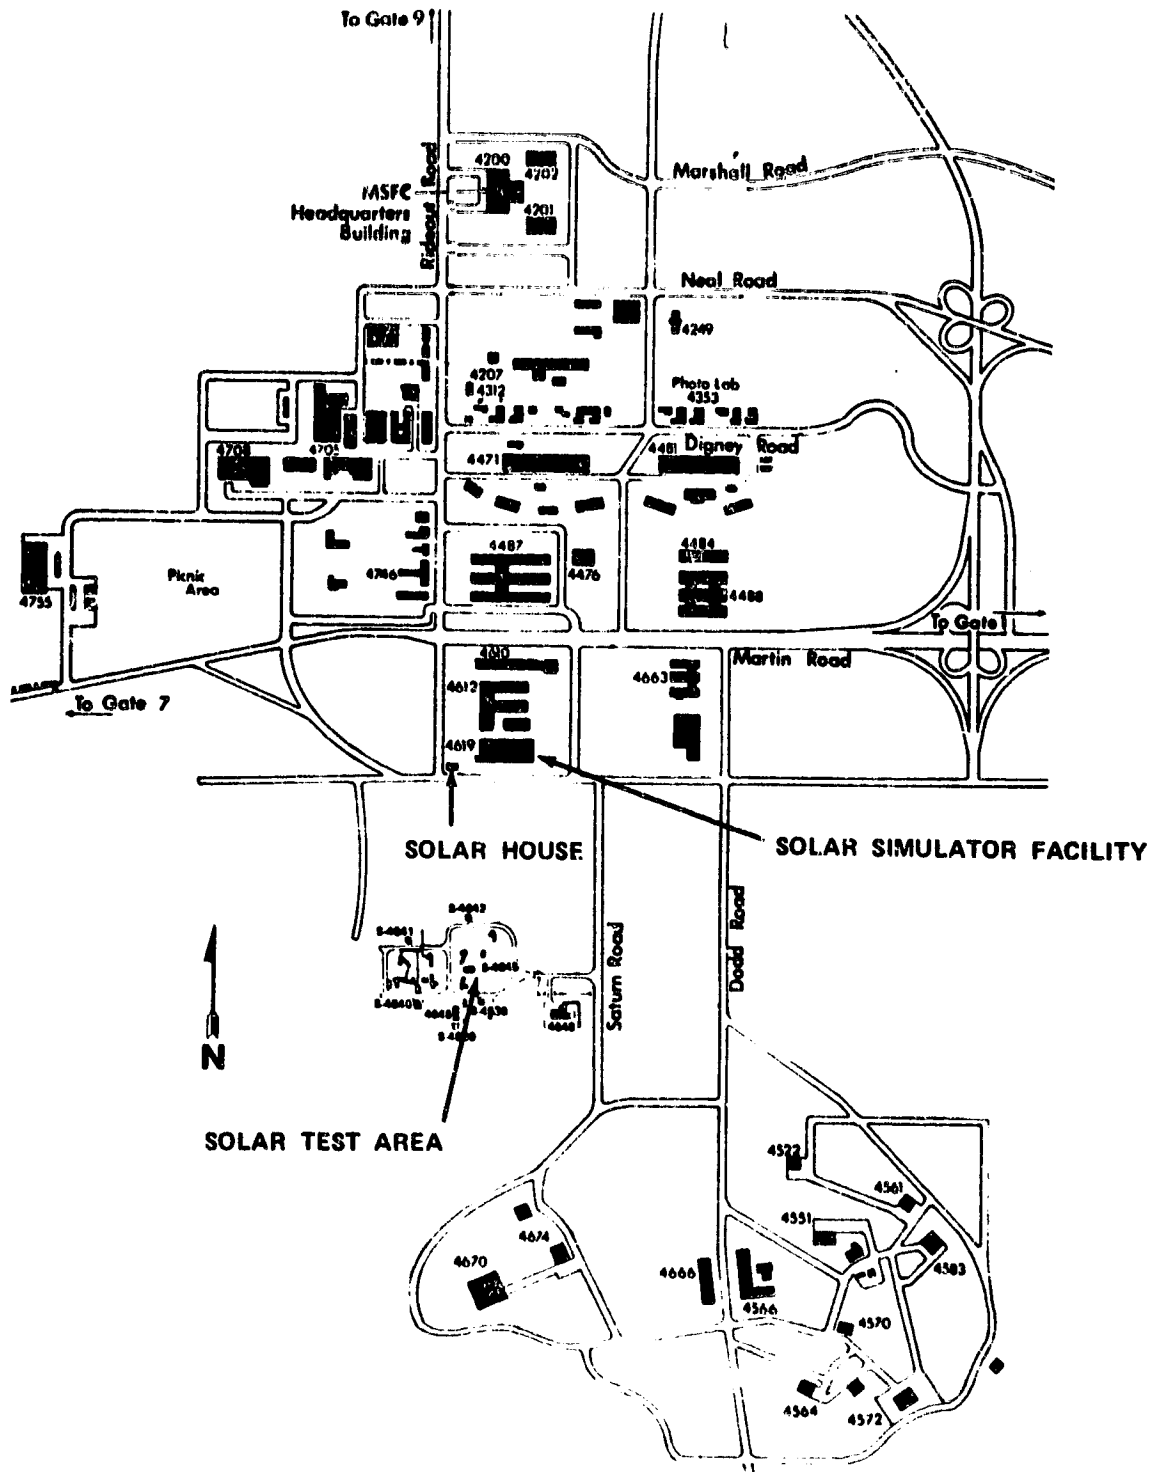 To Gate 9
Rideout Road
4200
4202
MSFC
Headquarters
Building
4201
Marshall Road
Neal Road
4249
4207
4312
Photo Lab
4353
Digney Road
4708
4705
4471
4481
4487
4476
4484
4488
4746
Picnic
Area
4755
To Gate 1
Martin Road
To Gate 7
4610
4612
4663
4619
SOLAR HOUSE
SOLAR SIMULATOR FACILITY
Saturn Road
Dodd Road
N
4648
SOLAR TEST AREA
4522
4561
4551
4583
4674
4670
4666
4566
4570
4564
4572